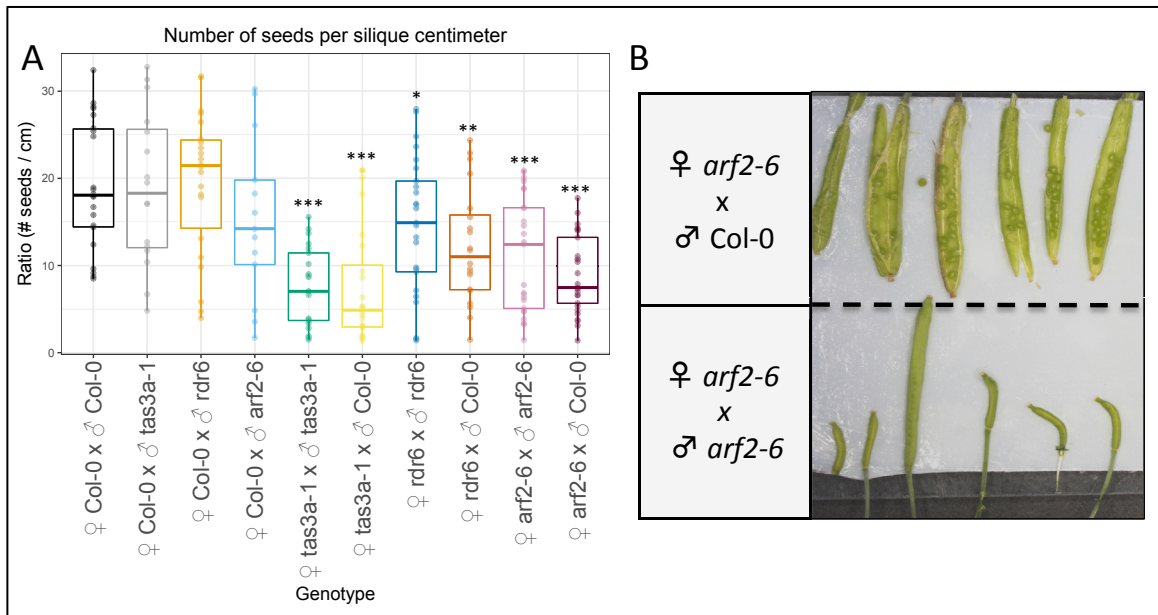 A
Number of seeds per silique centimeter
Ratio (# seeds / cm)
30
20
10
0
*
**
***
***
***
***
♀ Col-0 x ♂ Col-0
♀ Col-0 x ♂ tas3a-1
♀ Col-0 x ♂ rdr6
♀ Col-0 x ♂ arf2-6
♀ tas3a-1 x ♂ tas3a-1
♀ tas3a-1 x ♂ Col-0
♀ rdr6 x ♂ rdr6
♀ rdr6 x ♂ Col-0
♀ arf2-6 x ♂ arf2-6
♀ arf2-6 x ♂ Col-0
Genotype
B
♀ arf2-6
x
♂ Col-0
♀ arf2-6
x
♂ arf2-6